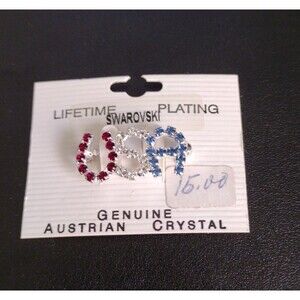 LIFETIME PLATING
SWAROVSKI
USA
15.00
GENUINE
AUSTRIAN CRYSTAL